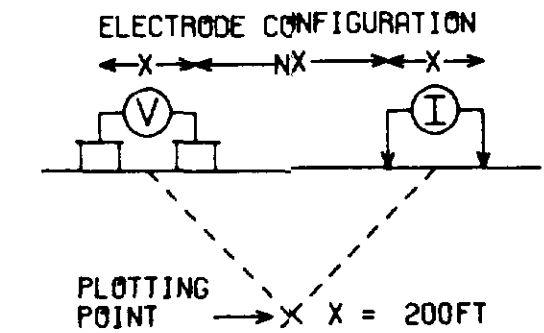 ELECTRODE CONFIGURATION
X NX X
V I
PLOTTING
POINT X X = 200FT